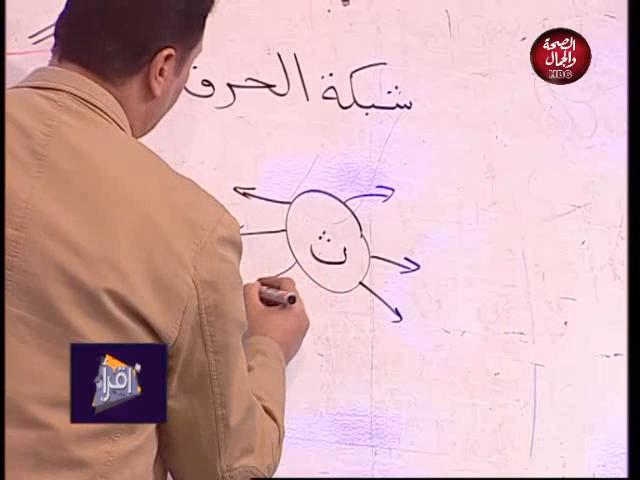 الصحة
والجمال
HBC
شبكة الحرف
ث
اقرأ